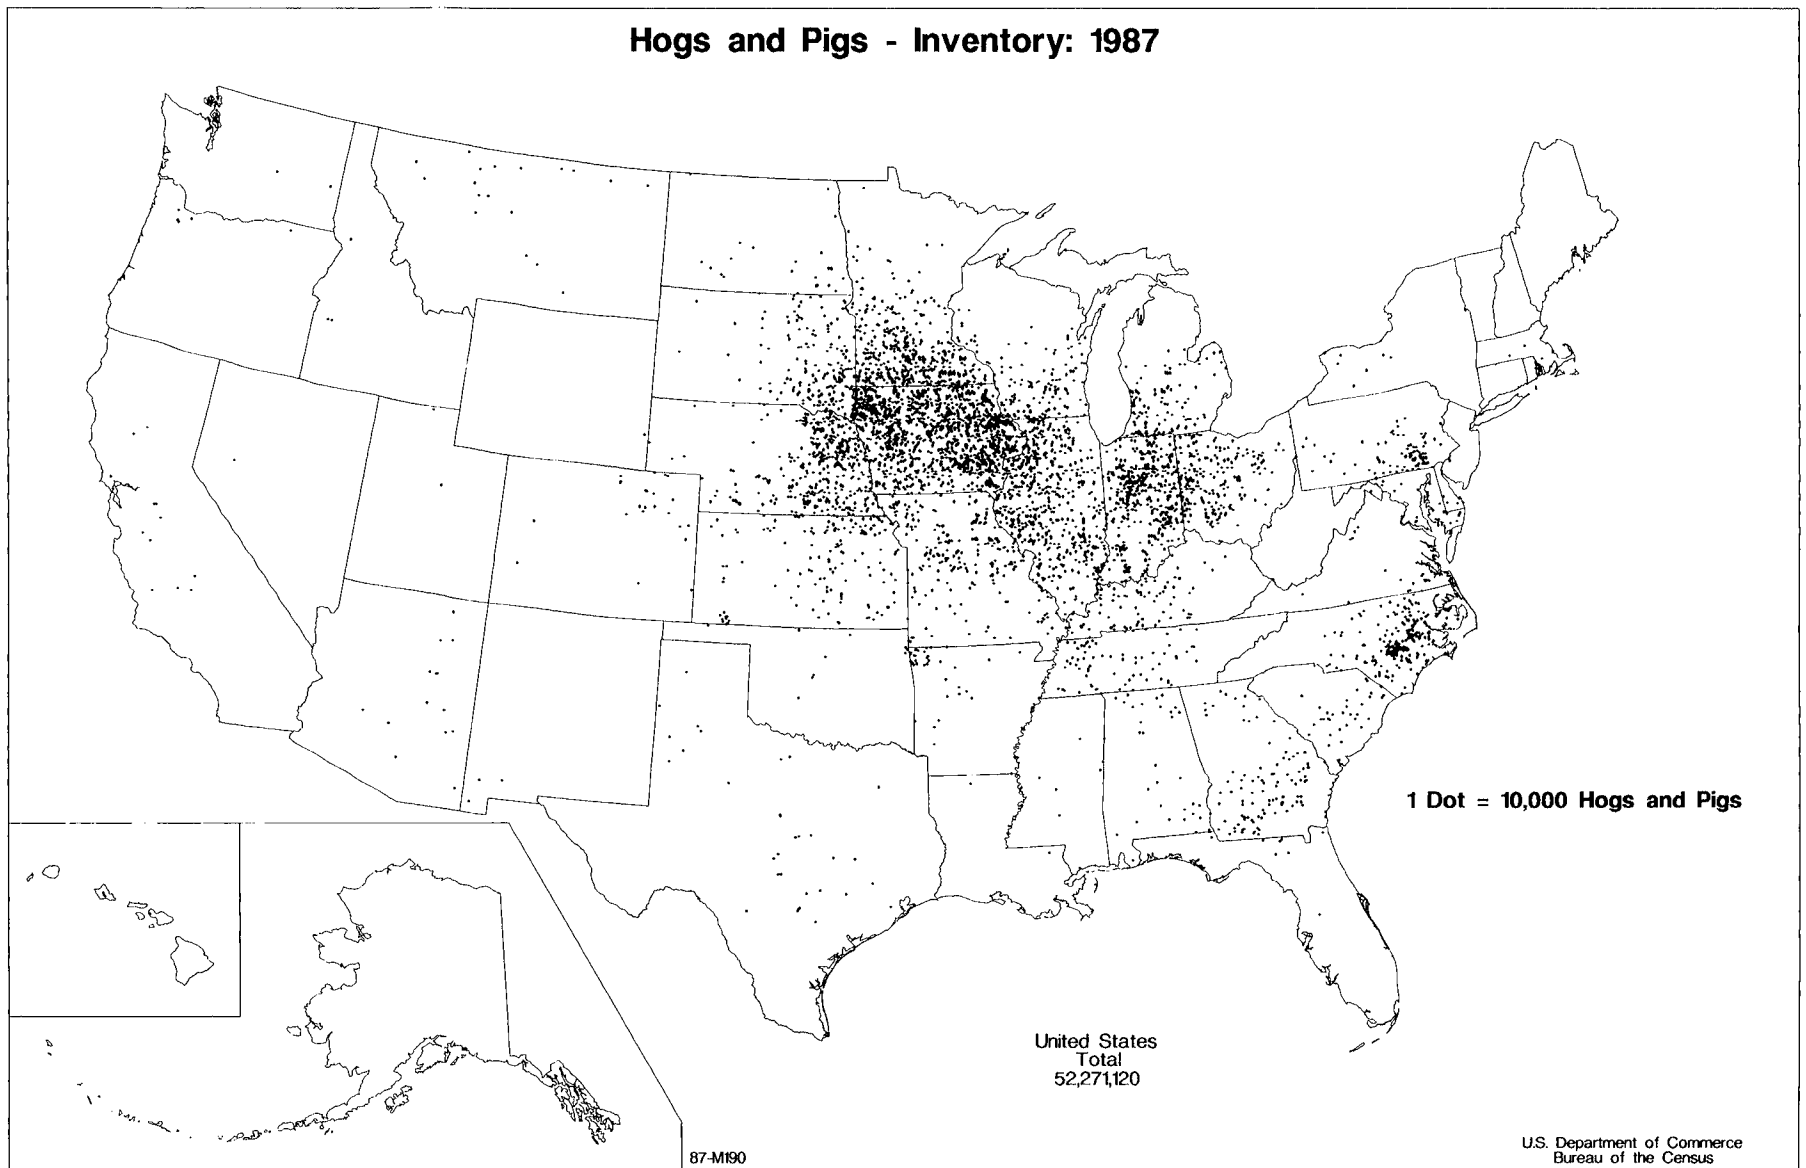 Hogs and Pigs - Inventory: 1987
1 Dot = 10,000 Hogs and Pigs
United States
Total
52,271,120
87-M190
U.S. Department of Commerce
Bureau of the Census